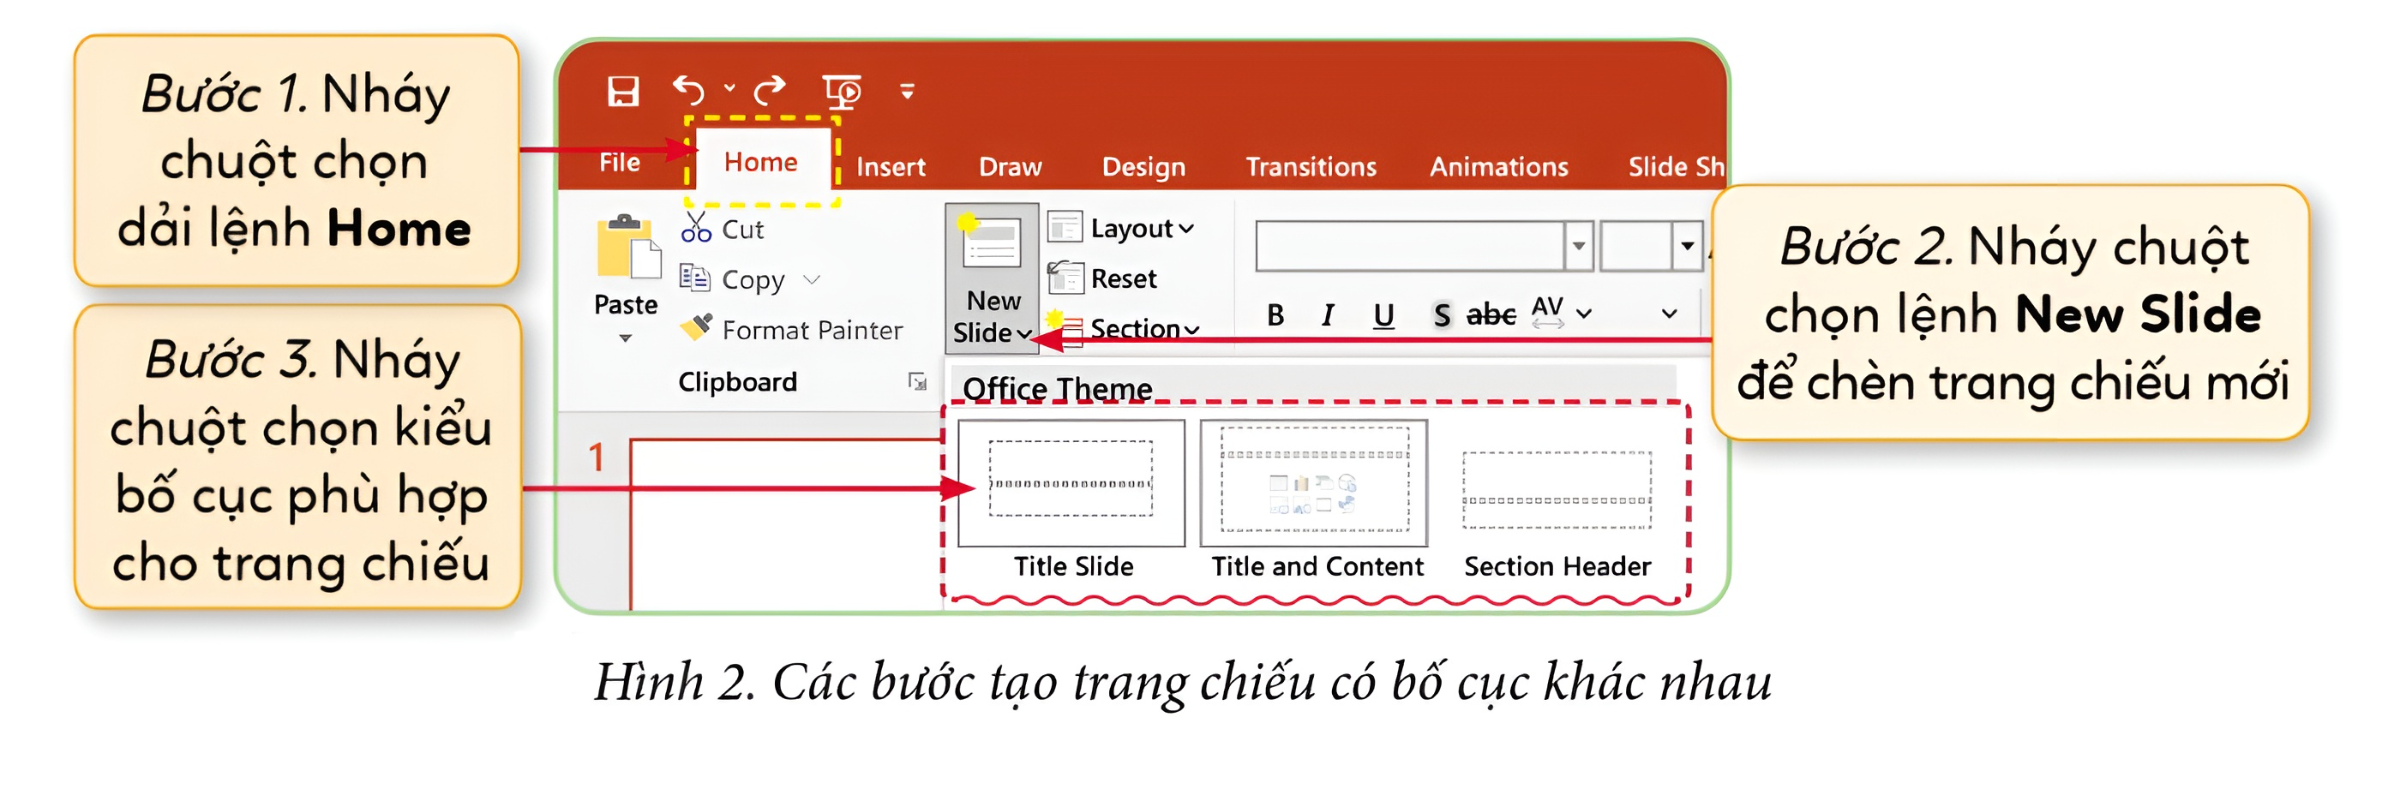 Bước 1. Nháy
chuột chọn
dải lệnh Home
Bước 3. Nháy
chuột chọn kiểu
bố cục phù hợp
cho trang chiếu
File
Home
Insert
Draw
Design
Transitions
Animations
Slide Sh
Paste
Cut
Copy
Format Painter
Clipboard
New
Slide
Layout
Reset
Section
B I U S abc AV
Office Theme
1
Title Slide
Title and Content
Section Header
Bước 2. Nháy chuột
chọn lệnh New Slide
để chèn trang chiếu mới
Hình 2. Các bước tạo trang chiếu có bố cục khác nhau